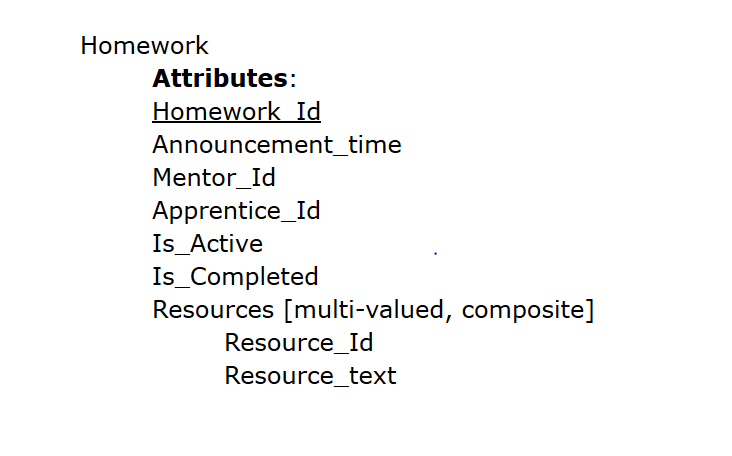 Homework
Attributes:
Homework_Id
Announcement_time
Mentor_Id
Apprentice_Id
Is_Active
Is_Completed
Resources [multi-valued, composite]
Resource_Id
Resource_text